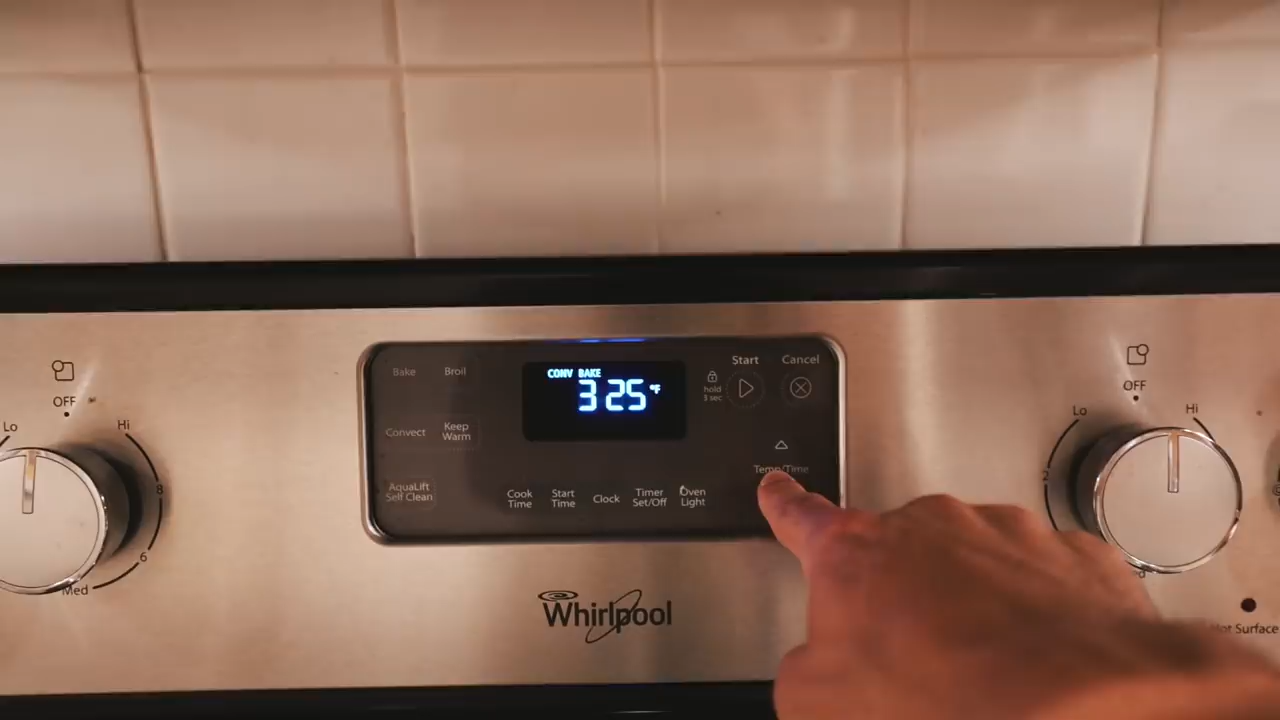 OFF
Lo
Hi
8
6
Med
Bake
Broil
Convect
Keep
Warm
AquaLift
Self Clean
CONV BAKE
325°F
Start
Cancel
hold
3 sec
Temp/Time
Cook
Time
Start
Time
Clock
Timer
Set/Off
Oven
Light
Whirlpool
OFF
Lo
Hi
Hot Surface